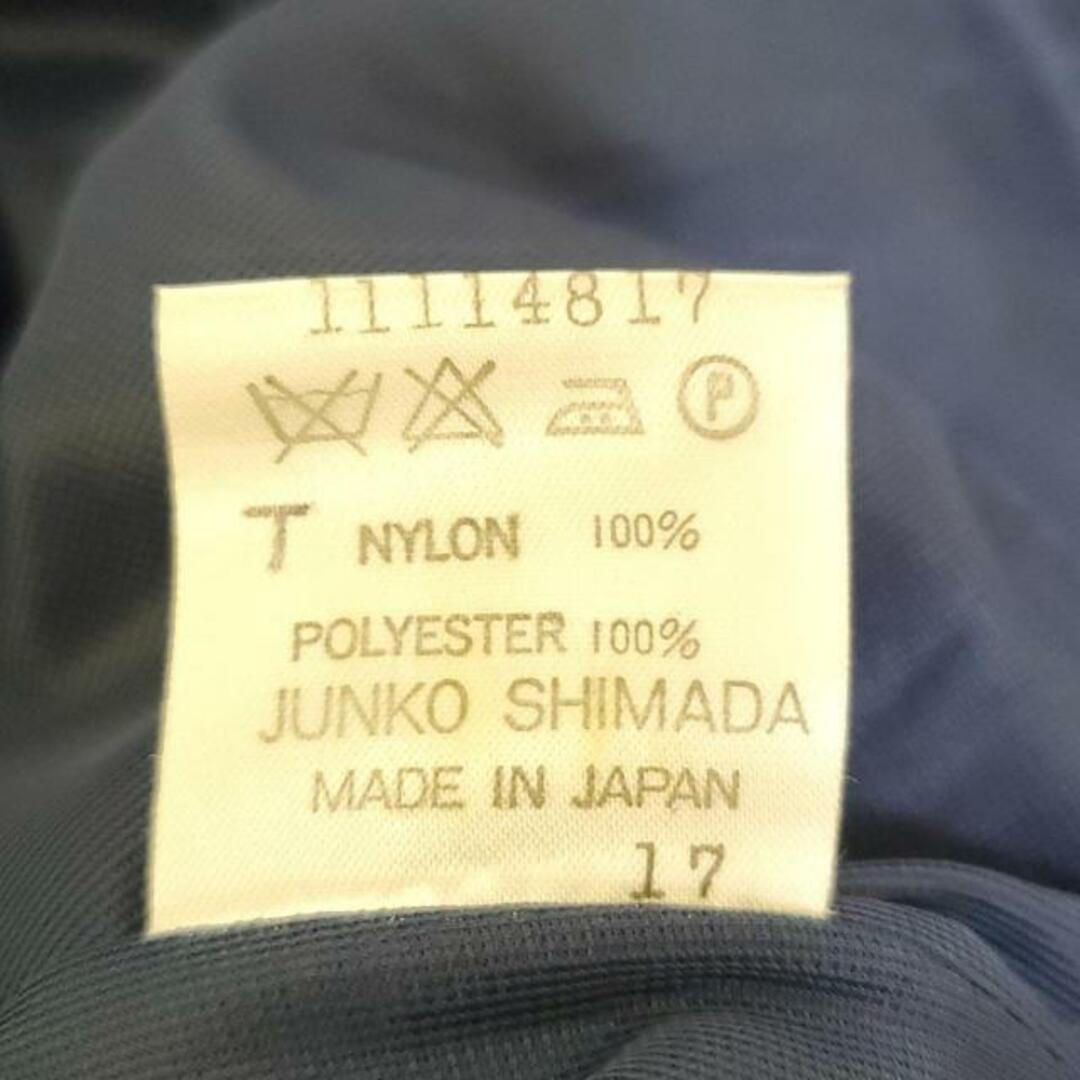 11114817
P
T NYLON 100%
POLYESTER 100%
JUNKO SHIMADA
MADE IN JAPAN
17